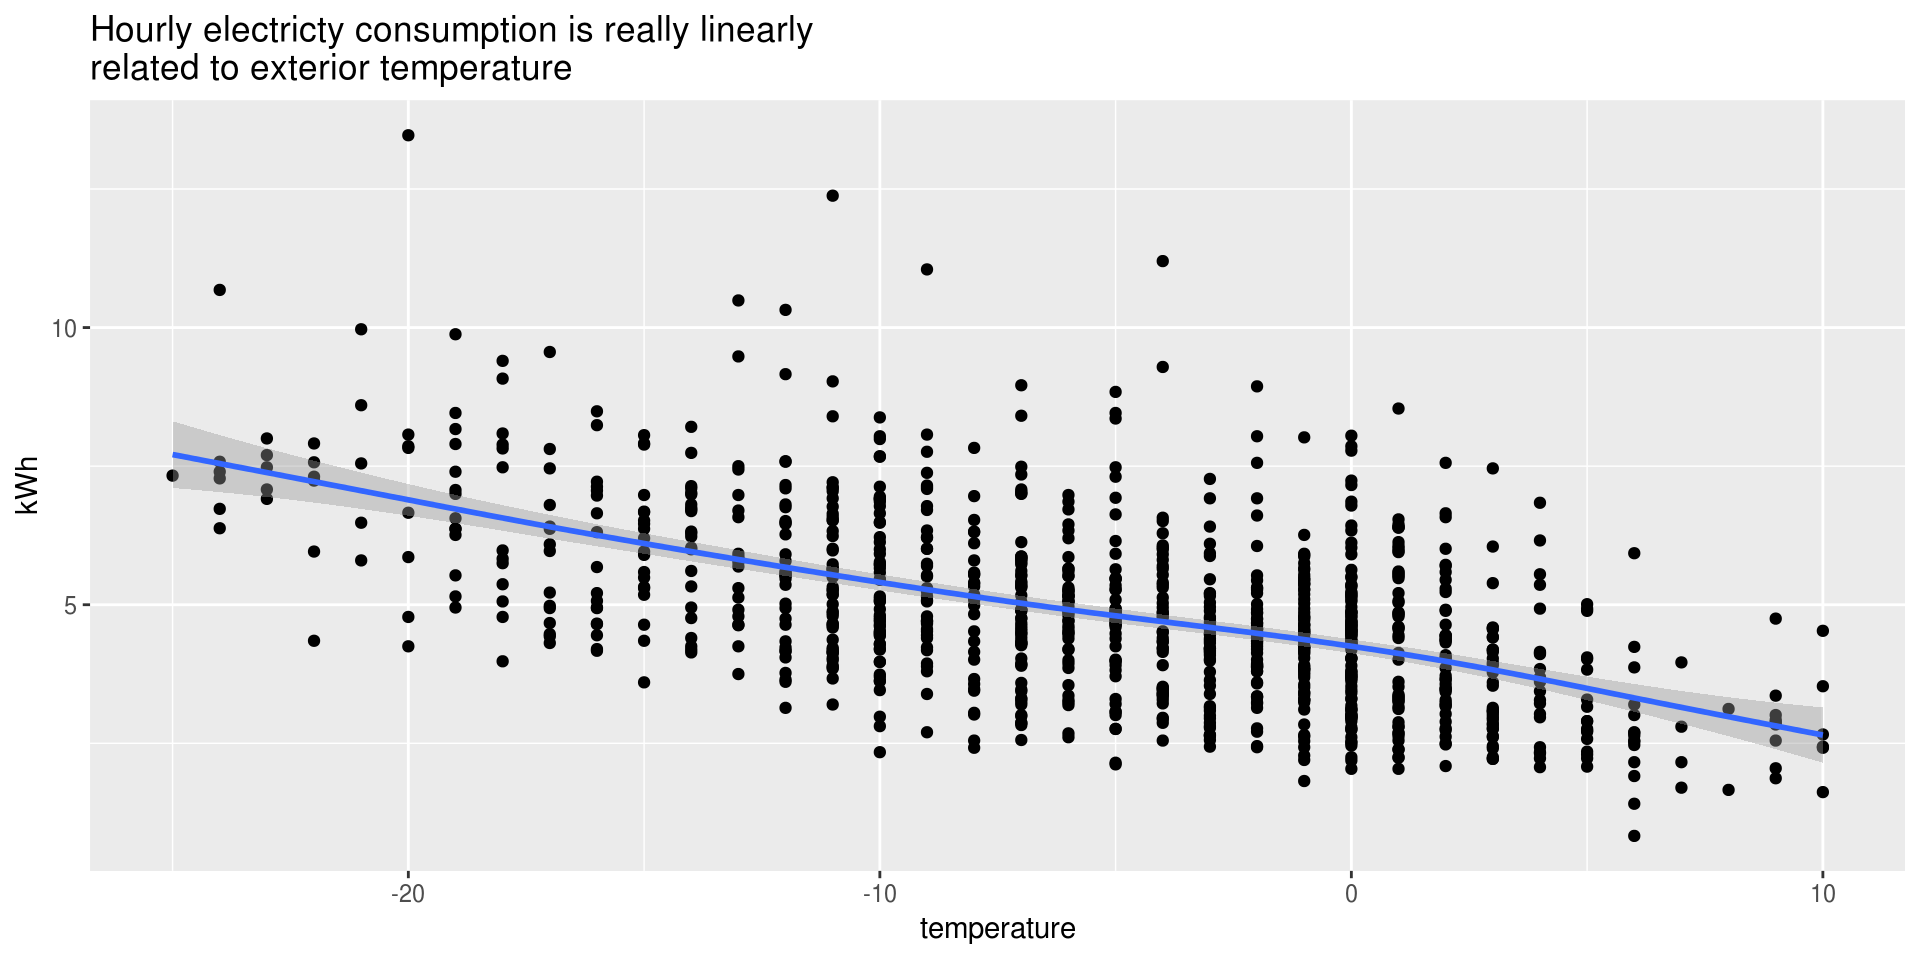 Hourly electricty consumption is really linearly
related to exterior temperature
kWh
10
5
-20
-10
0
10
temperature